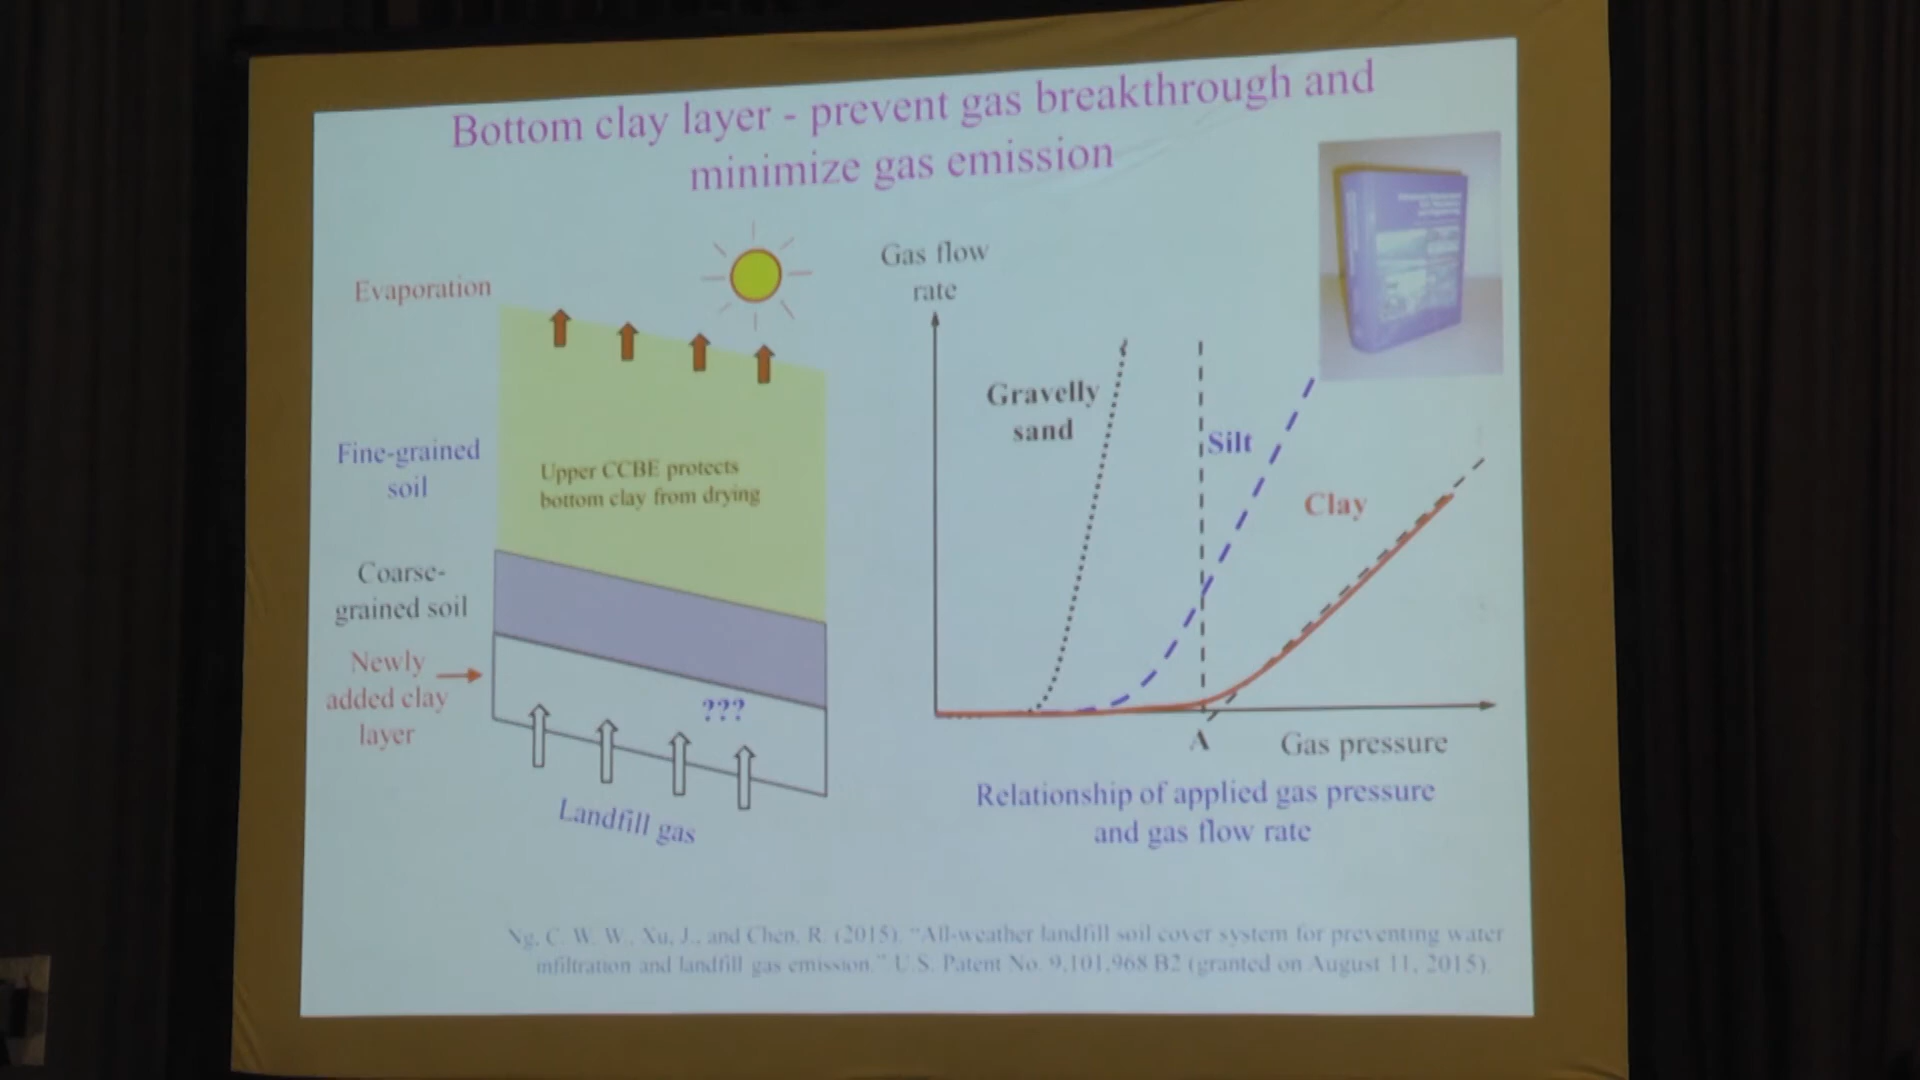 Bottom clay layer - prevent gas breakthrough and
minimize gas emission
Evaporation
Fine-grained
soil
Upper CCBE protects
bottom clay from drying
Coarse-
grained soil
Newly
added clay
layer
???
Landfill gas
Gas flow
rate
Gravelly
sand
Silt
Clay
A
Gas pressure
Relationship of applied gas pressure
and gas flow rate
Ng, C. W. W., Xu, J., and Chen, R. (2015). "All-weather landfill soil cover system for preventing water
infiltration and landfill gas emission." U.S. Patent No. 9,101,968 B2 (granted on August 11, 2015).